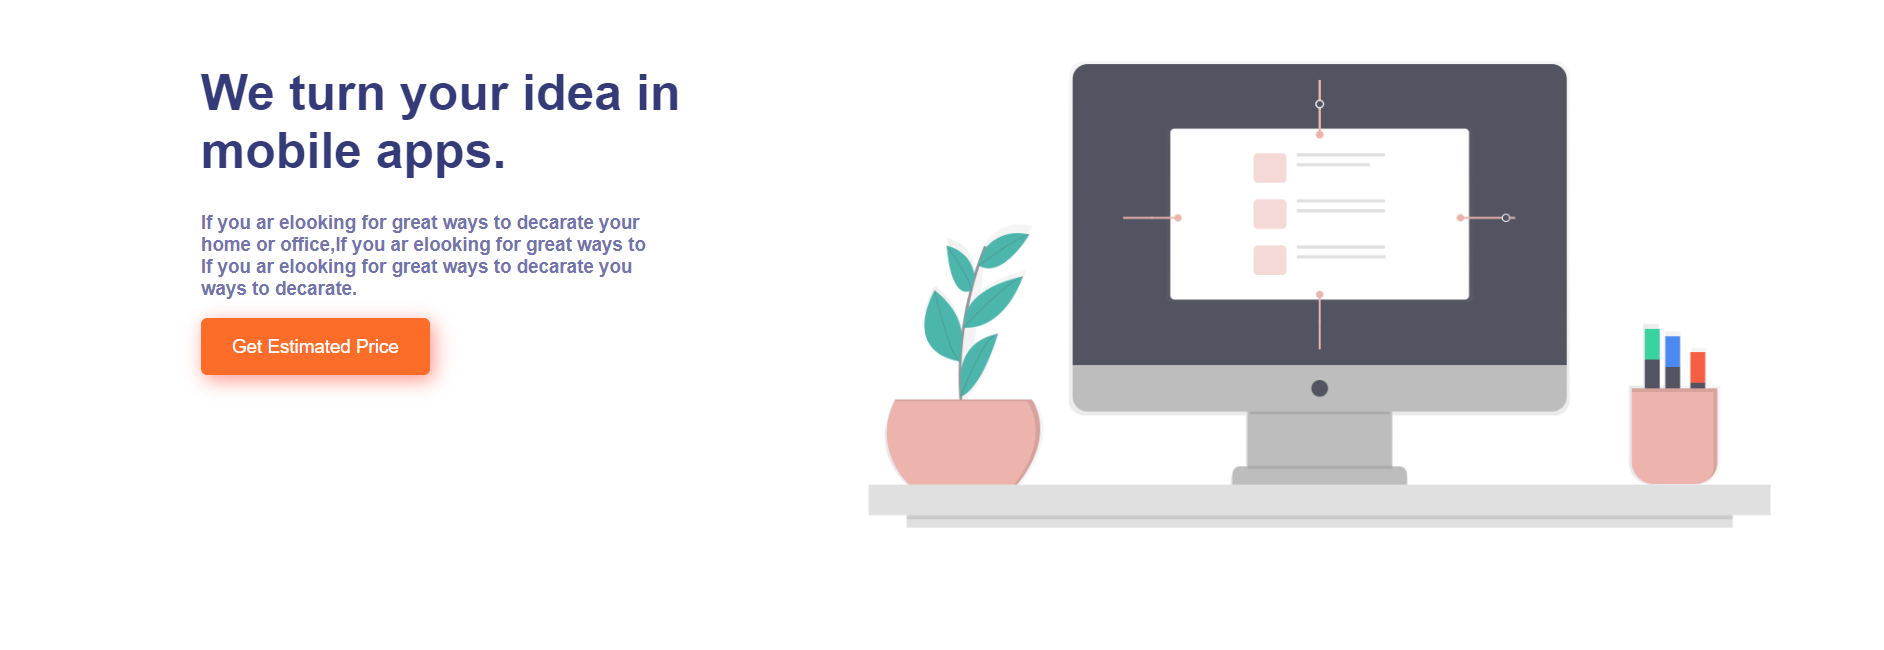 We turn your idea in
mobile apps.
If you ar elooking for great ways to decarate your
home or office,If you ar elooking for great ways to
If you ar elooking for great ways to decarate you
ways to decarate.
Get Estimated Price